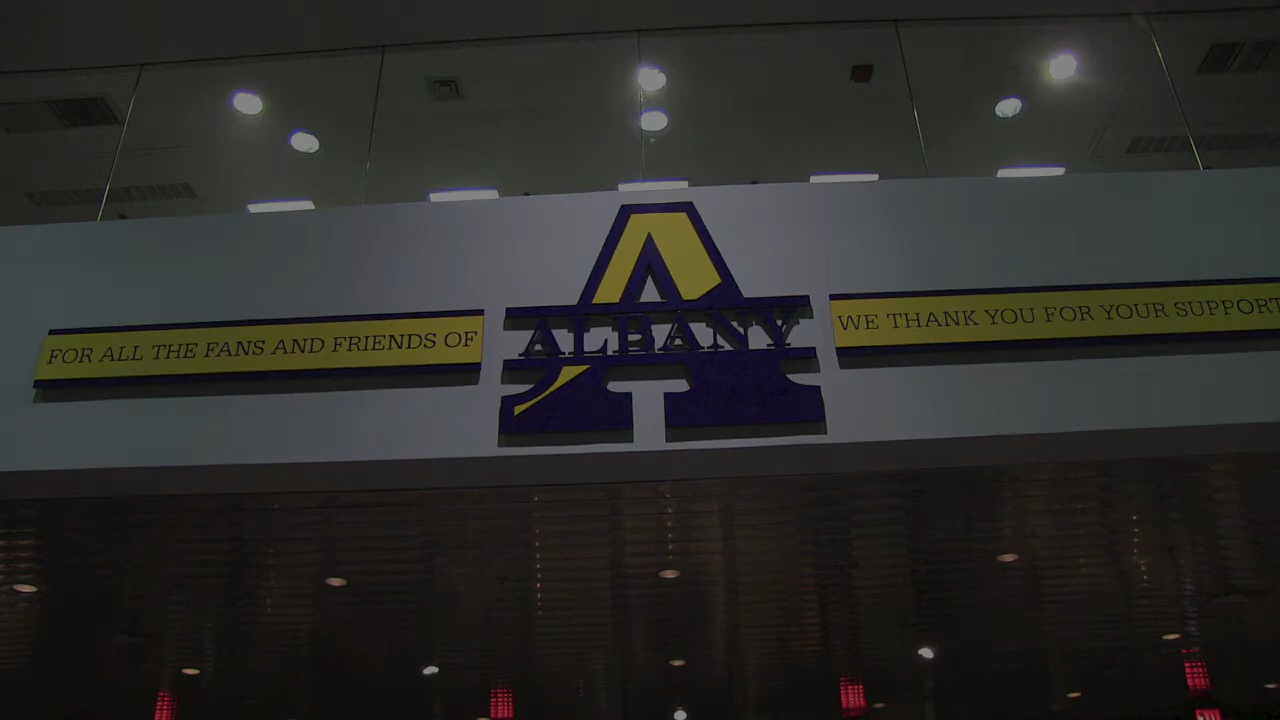 FOR ALL THE FANS AND FRIENDS OF
ALBANY
WE THANK YOU FOR YOUR SUPPORT